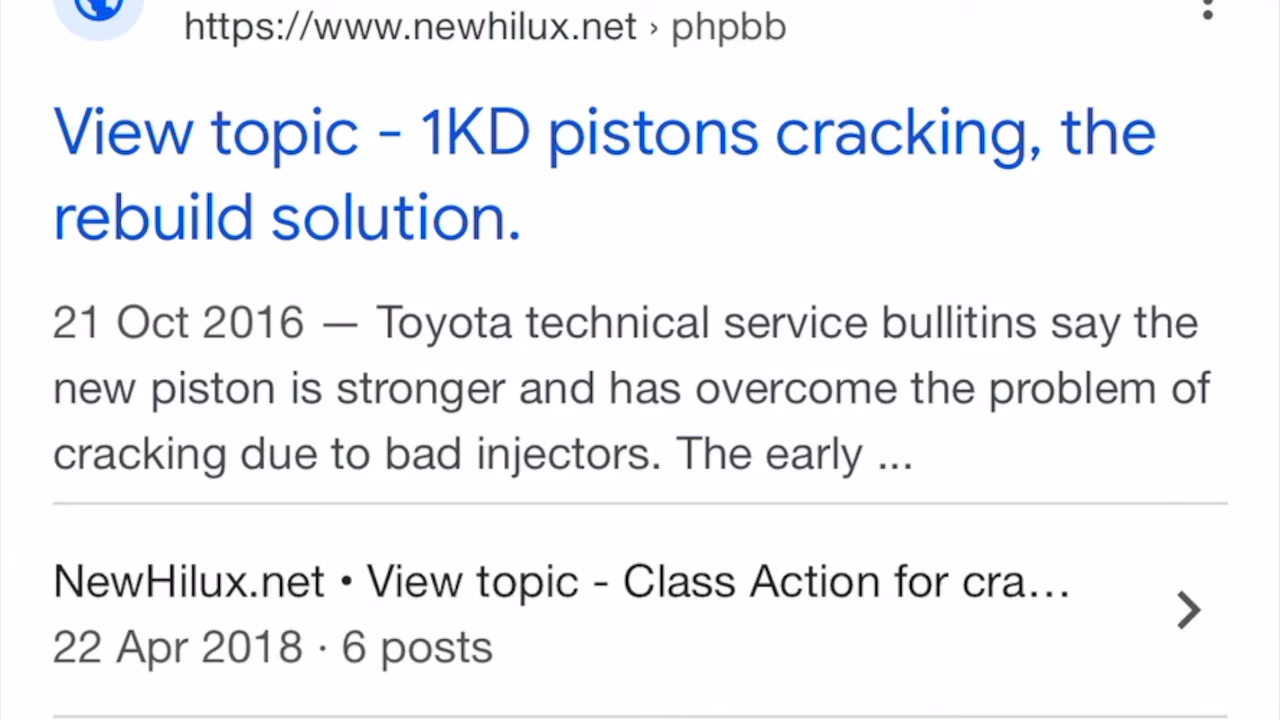 https://www.newhilux.net › phpbb
View topic - 1KD pistons cracking, the
rebuild solution.
21 Oct 2016 — Toyota technical service bullitins say the
new piston is stronger and has overcome the problem of
cracking due to bad injectors. The early ...
NewHilux.net • View topic - Class Action for cra...
22 Apr 2018 · 6 posts